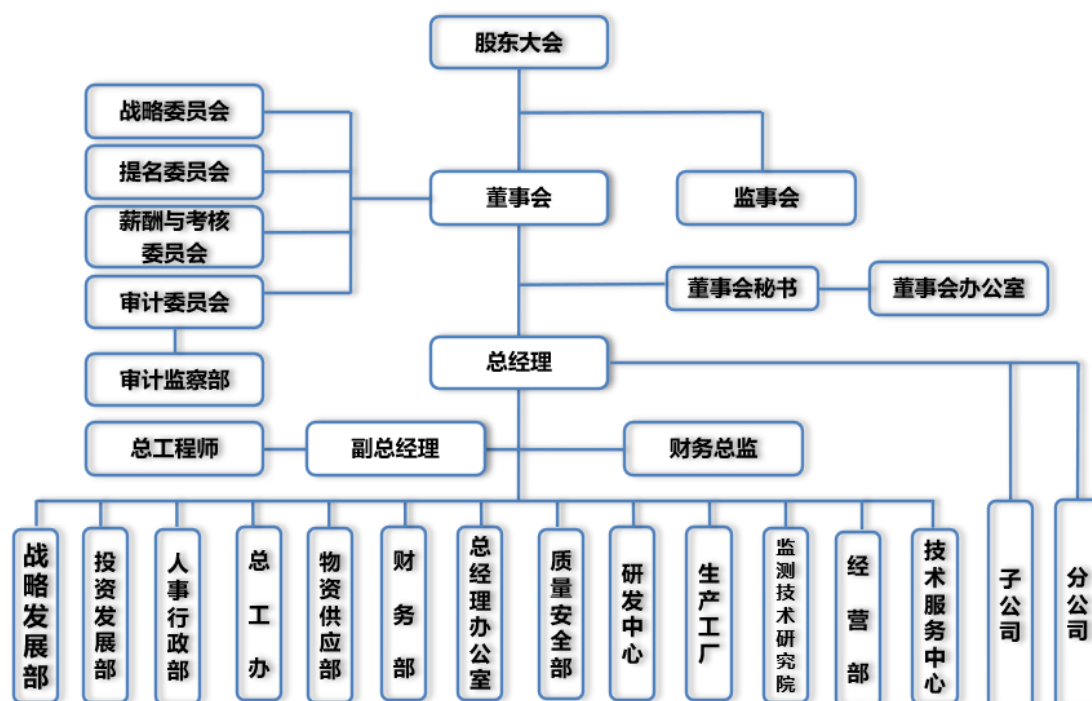 股东大会
战略委员会
提名委员会
董事会
监事会
薪酬与考核
委员会
审计委员会
董事会秘书
董事会办公室
总经理
审计监察部
总工程师
副总经理
财务总监
战略发展部
投资发展部
人事行政部
总工办
物资供应部
财务部
总经理办公室
质量安全部
研发中心
生产工厂
监测技术研究院
经营部
技术服务中心
子公司
分公司